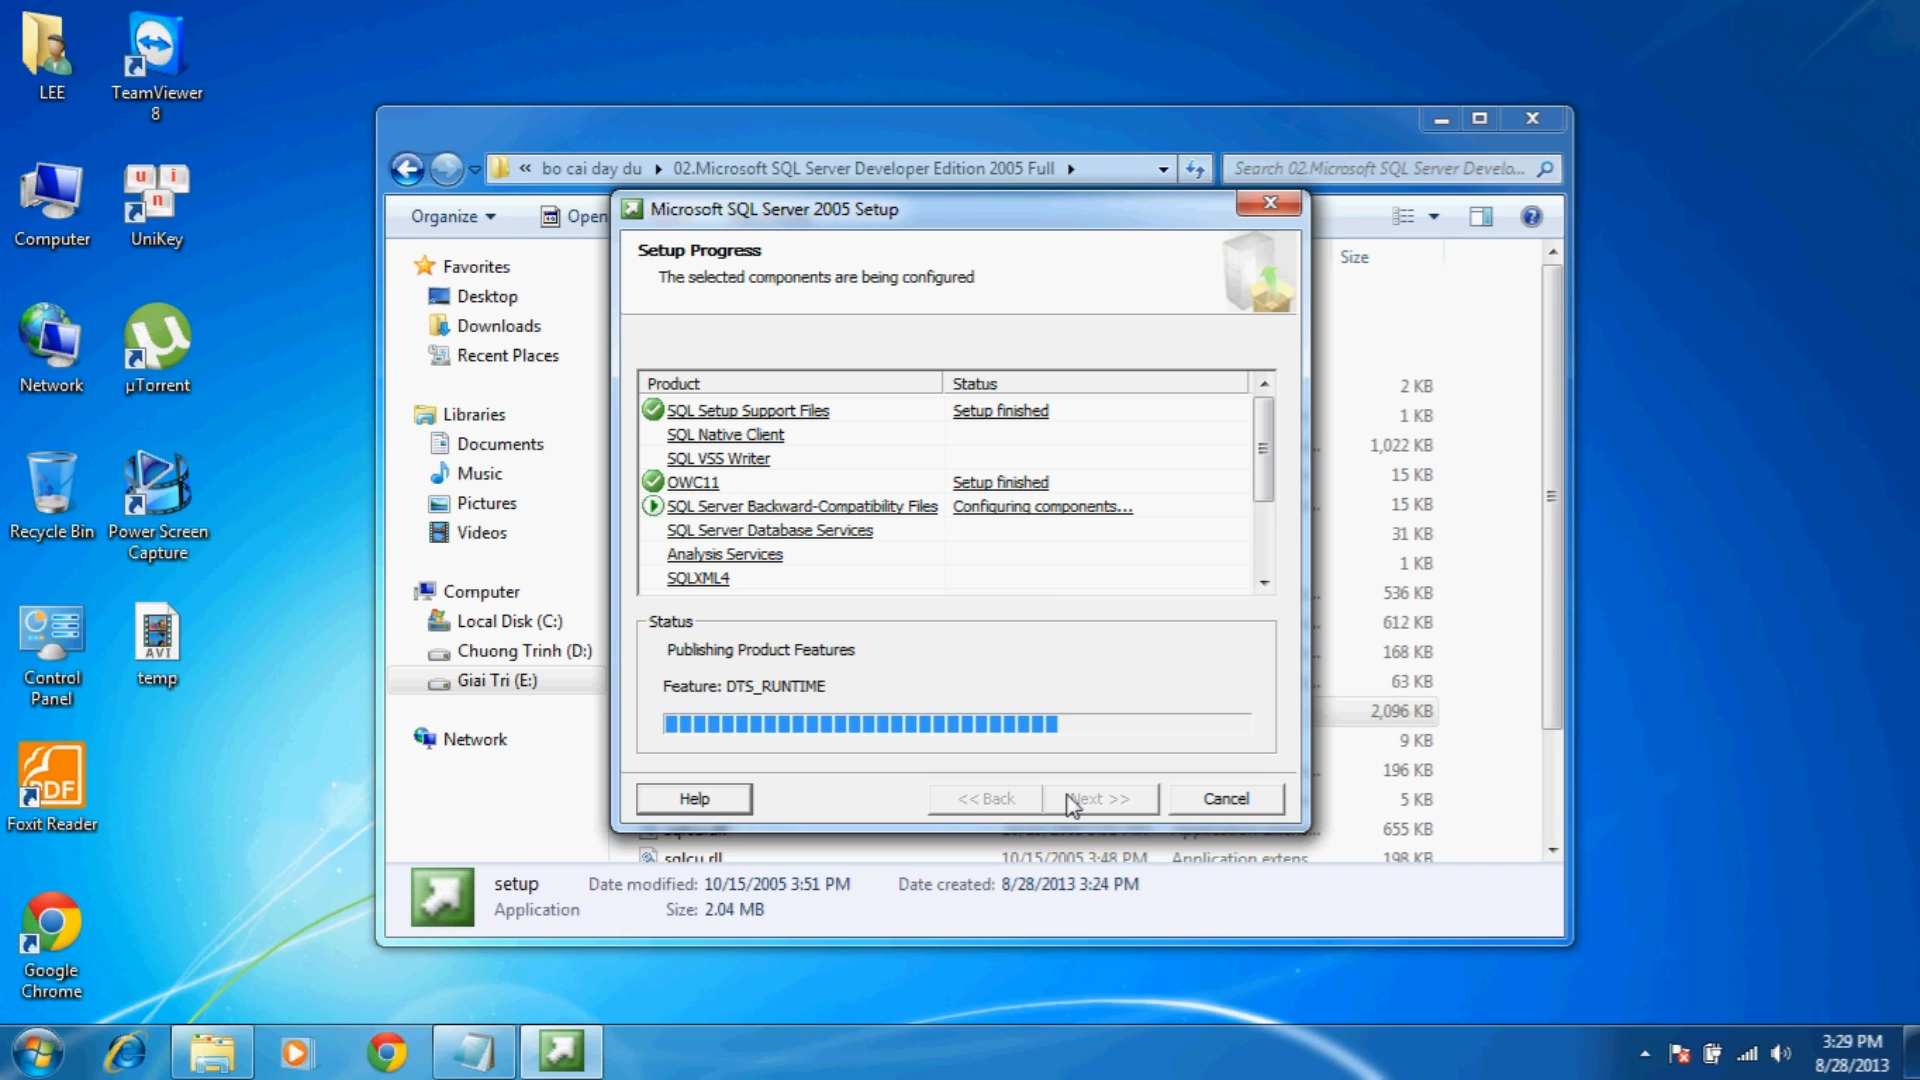 LEE
TeamViewer
8
Computer
UniKey
Network
µTorrent
Recycle Bin
Power Screen
Capture
Control
Panel
AVI
temp
PDF
Foxit Reader
Google
Chrome
« bo cai day du ▸ 02.Microsoft SQL Server Developer Edition 2005 Full ▸
Search 02.Microsoft SQL Server Develo...
Organize
Open
Favorites
Desktop
Downloads
Recent Places
Libraries
Documents
Music
Pictures
Videos
Computer
Local Disk (C:)
Chuong Trinh (D:)
Giai Tri (E:)
Network
Microsoft SQL Server 2005 Setup
Setup Progress
The selected components are being configured
Product Status
SQL Setup Support Files Setup finished
SQL Native Client
SQL VSS Writer
OWC11 Setup finished
SQL Server Backward-Compatibility Files Configuring components...
SQL Server Database Services
Analysis Services
SQLXML4
Status
Publishing Product Features
Feature: DTS_RUNTIME
Help
<< Back
Next >>
Cancel
Size
2 KB
1 KB
1,022 KB
15 KB
15 KB
31 KB
1 KB
536 KB
612 KB
168 KB
63 KB
2,096 KB
9 KB
196 KB
5 KB
655 KB
sqlcu.rll 10/15/2005 3:48 PM Application extens... 198 KB
setup Date modified: 10/15/2005 3:51 PM Date created: 8/28/2013 3:24 PM
Application Size: 2.04 MB
3:29 PM
8/28/2013